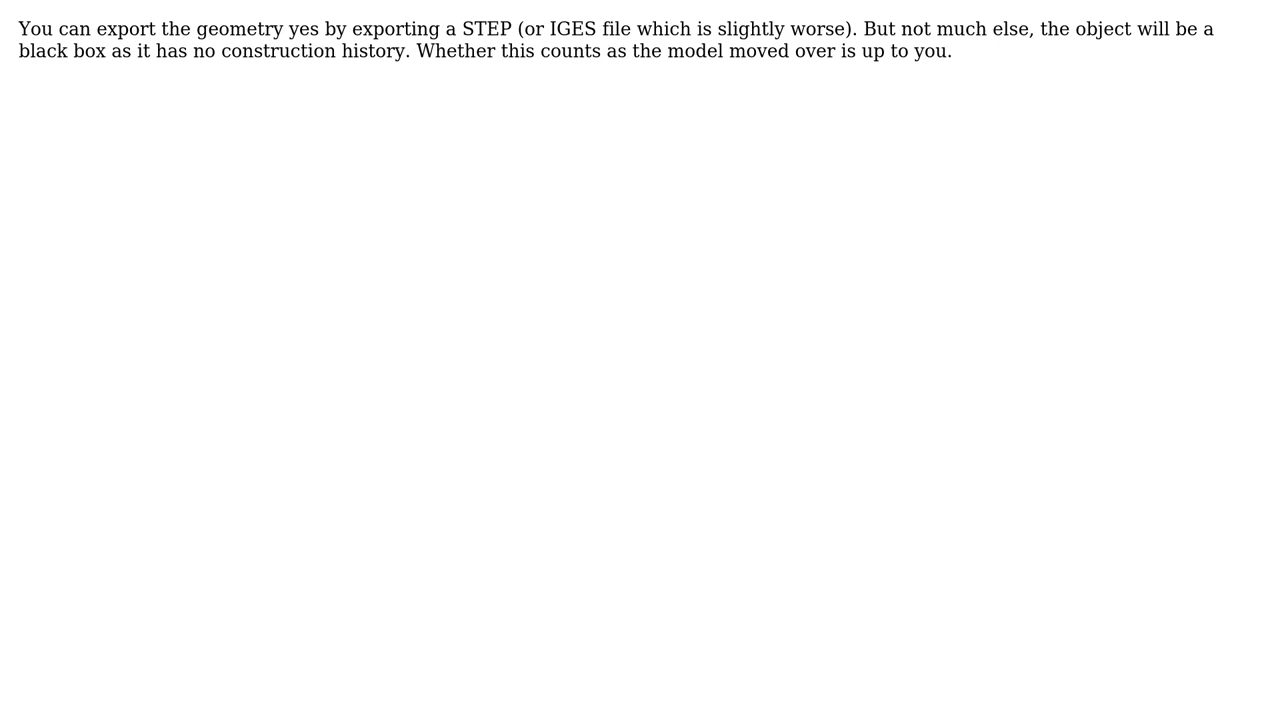 You can export the geometry yes by exporting a STEP (or IGES file which is slightly worse). But not much else, the object will be a
black box as it has no construction history. Whether this counts as the model moved over is up to you.